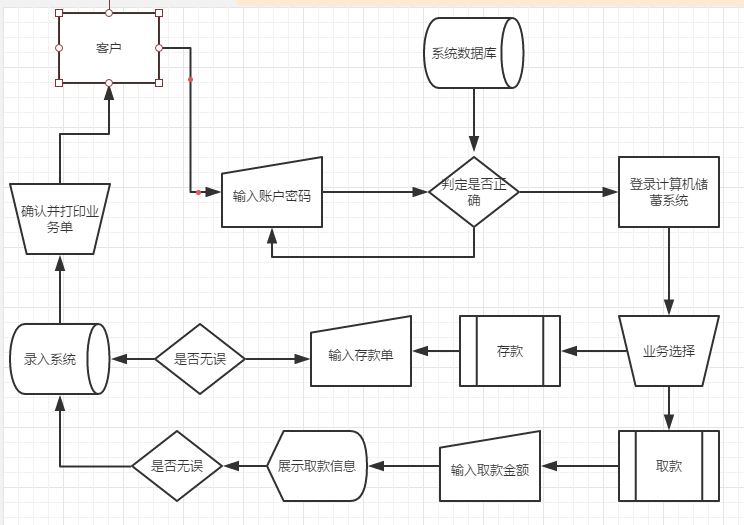 客户
系统数据库
输入账户密码
判定是否正
确
登录计算机储
蓄系统
确认并打印业
务单
录入系统
是否无误
输入存款单
存款
业务选择
是否无误
展示取款信息
输入取款金额
取款